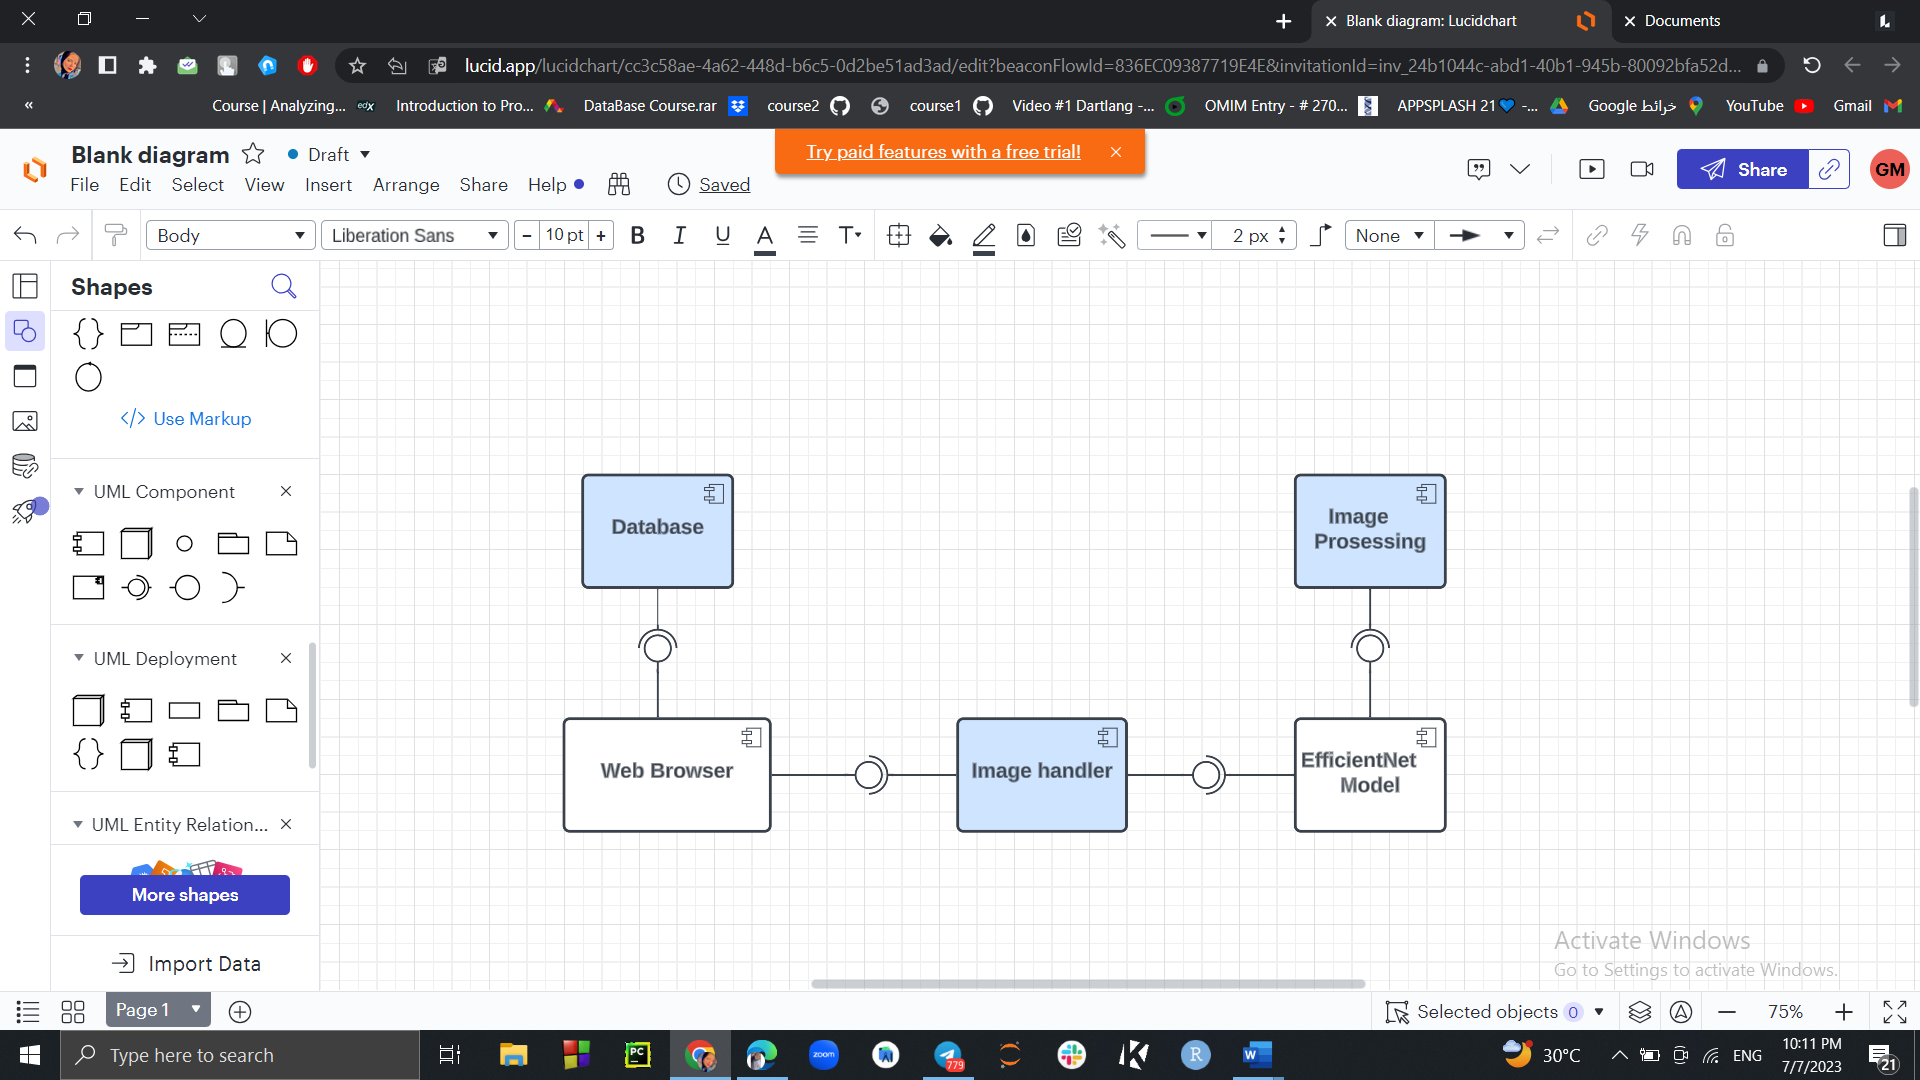 Blank diagram: Lucidchart
Documents
lucid.app/lucidchart/cc3c58ae-4a62-448d-b6c5-0d2be51ad3ad/edit?beaconFlowId=836EC09387719E4E&invitationId=inv_24b1044c-abd1-40b1-945b-80092bfa52d...
«
Course | Analyzing...
edX
Introduction to Pro...
DataBase Course.rar
course2
course1
Video #1 Dartlang -...
OMIM Entry - # 270...
APPSPLASH 21💙 -...
Google خرائط
YouTube
Gmail
Blank diagram
Draft
Try paid features with a free trial!
File Edit Select View Insert Arrange Share Help
Saved
Share
GM
Body
Liberation Sans
- 10 pt +
B I U A T
2 px
None
Shapes
Use Markup
UML Component
UML Deployment
UML Entity Relation...
More shapes
Import Data
Database
Image
Prosessing
Web Browser
Image handler
EfficientNet
Model
Activate Windows
Go to Settings to activate Windows.
Page 1
Selected objects 0
75%
Type here to search
PC
zoom
779
R
W
30°C
ENG
10:11 PM
7/7/2023
21